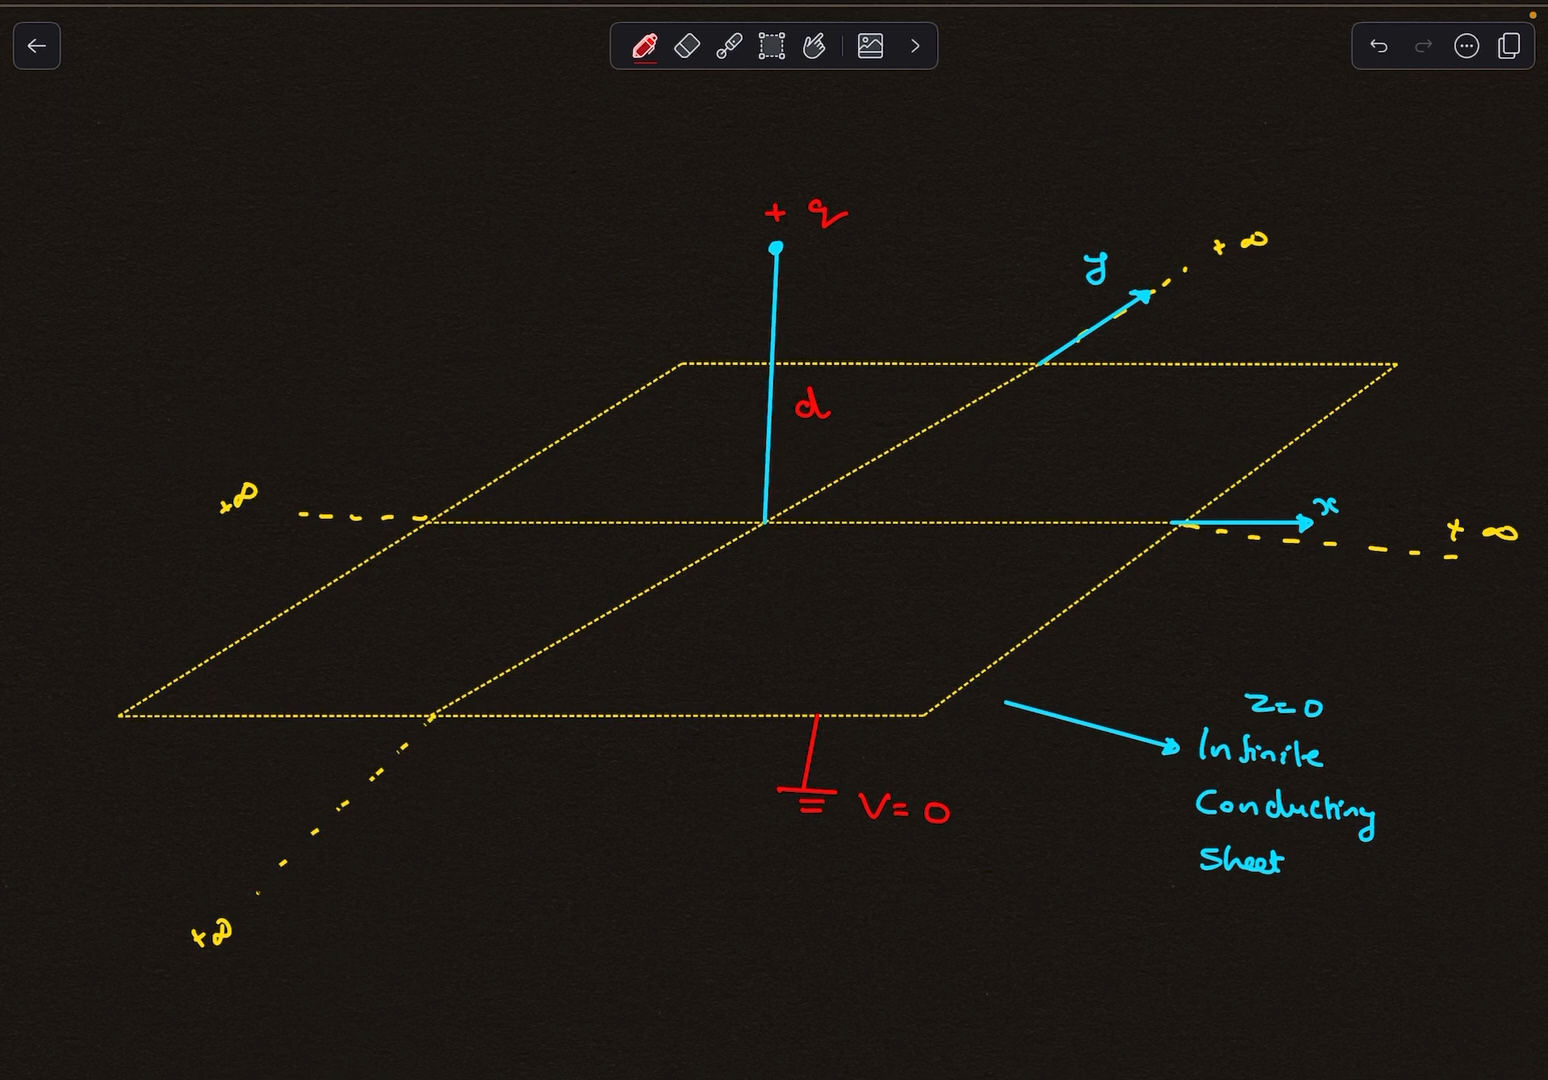 + q
+ ∞
y
d
+∞
x
+ ∞
z=0
Infinite
Conducting
Sheet
V=0
+∞